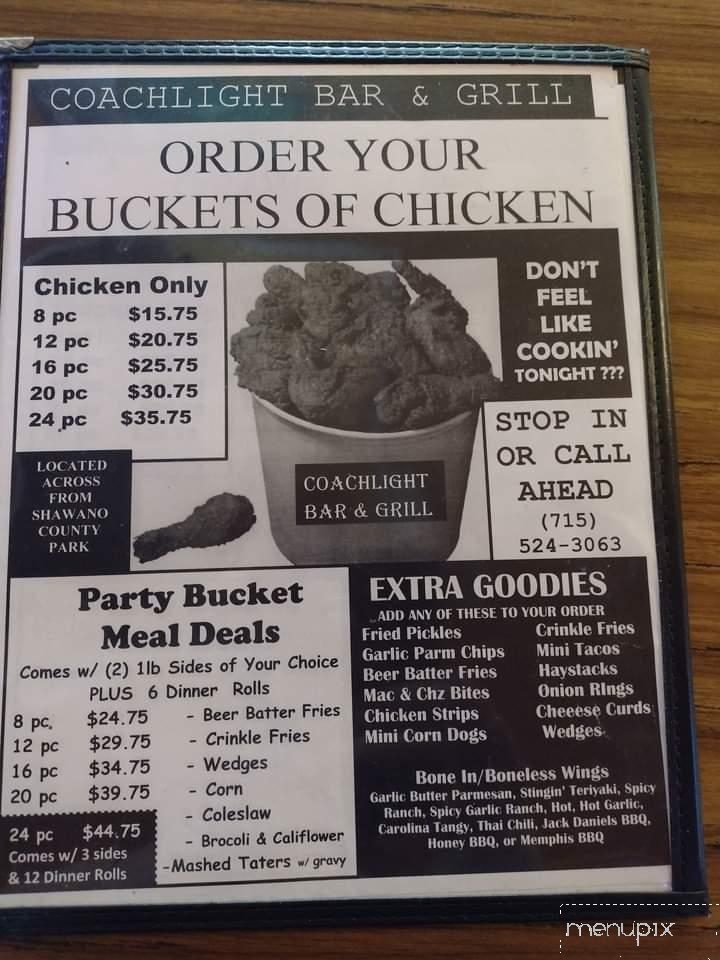 COACHLIGHT BAR & GRILL
ORDER YOUR
BUCKETS OF CHICKEN
Chicken Only
8 pc $15.75
12 pc $20.75
16 pc $25.75
20 pc $30.75
24 pc $35.75
DON'T
FEEL
LIKE
COOKIN'
TONIGHT ???
STOP IN
OR CALL
AHEAD
(715)
524-3063
LOCATED
ACROSS
FROM
SHAWANO
COUNTY
PARK
COACHLIGHT
BAR & GRILL
Party Bucket
Meal Deals
Comes w/ (2) 1lb Sides of Your Choice
PLUS 6 Dinner Rolls
8 pc. $24.75
12 pc $29.75
16 pc $34.75
20 pc $39.75
24 pc $44.75
Comes w/ 3 sides
& 12 Dinner Rolls
- Beer Batter Fries
- Crinkle Fries
- Wedges
- Corn
- Coleslaw
- Brocoli & Califlower
-Mashed Taters w/ gravy
EXTRA GOODIES
ADD ANY OF THESE TO YOUR ORDER
Fried Pickles
Garlic Parm Chips
Beer Batter Fries
Mac & Chz Bites
Chicken Strips
Mini Corn Dogs
Crinkle Fries
Mini Tacos
Haystacks
Onion RIngs
Cheeese Curds
Wedges
Bone In/Boneless Wings
Garlic Butter Parmesan, Stingin' Teriyaki, Spicy
Ranch, Spicy Garlic Ranch, Hot, Hot Garlic,
Carolina Tangy, Thai Chili, Jack Daniels BBQ,
Honey BBQ, or Memphis BBQ
menupix